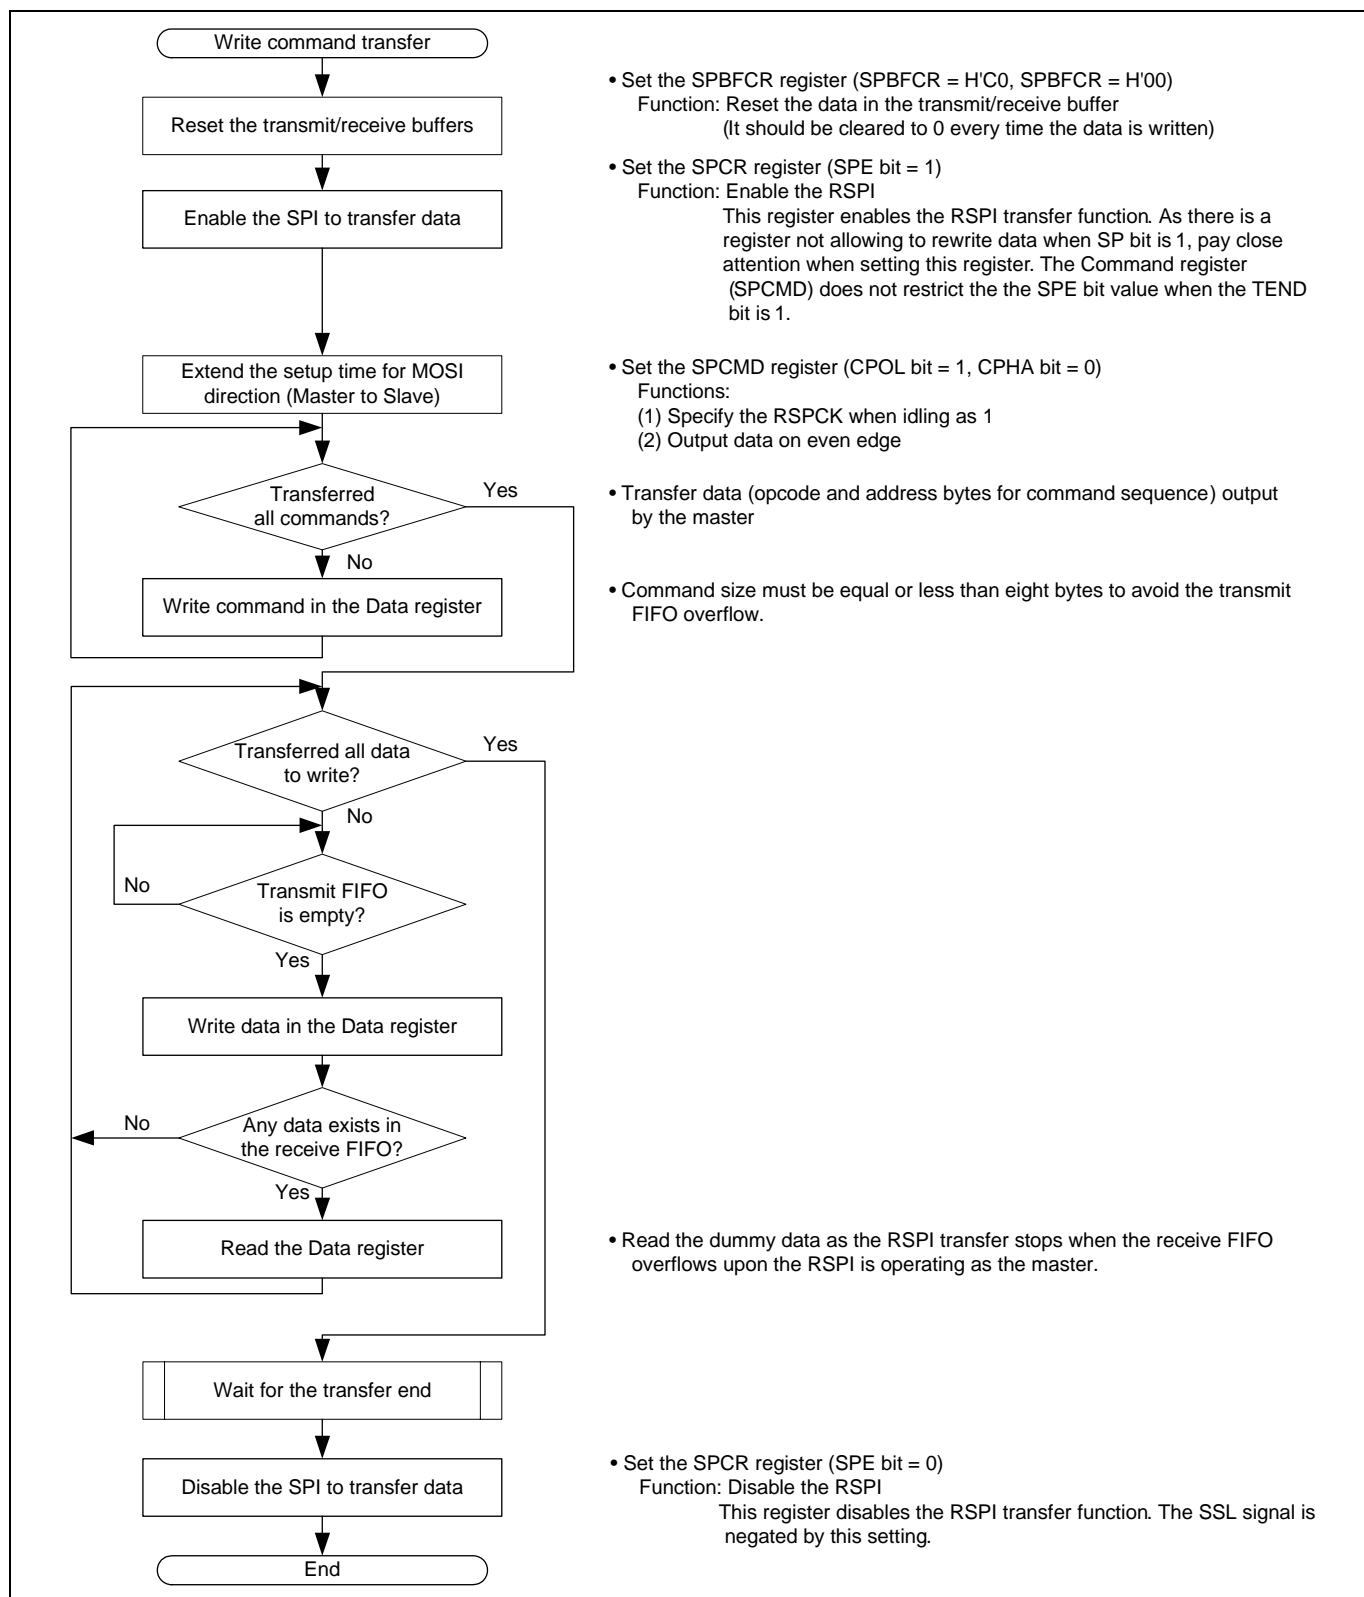 Write command transfer
• Set the SPBFCR register (SPBFCR = H'C0, SPBFCR = H'00)
Function: Reset the data in the transmit/receive buffer
(It should be cleared to 0 every time the data is written)
Reset the transmit/receive buffers
• Set the SPCR register (SPE bit = 1)
Function: Enable the RSPI
This register enables the RSPI transfer function. As there is a
register not allowing to rewrite data when SP bit is 1, pay close
attention when setting this register. The Command register
(SPCMD) does not restrict the the SPE bit value when the TEND
bit is 1.
Enable the SPI to transfer data
Extend the setup time for MOSI
direction (Master to Slave)
• Set the SPCMD register (CPOL bit = 1, CPHA bit = 0)
Functions:
(1) Specify the RSPCK when idling as 1
(2) Output data on even edge
Transferred
all commands?
Yes
No
• Transfer data (opcode and address bytes for command sequence) output
by the master
Write command in the Data register
• Command size must be equal or less than eight bytes to avoid the transmit
FIFO overflow.
Transferred all data
to write?
Yes
No
Transmit FIFO
is empty?
No
Yes
Write data in the Data register
Any data exists in
the receive FIFO?
No
Yes
Read the Data register
• Read the dummy data as the RSPI transfer stops when the receive FIFO
overflows upon the RSPI is operating as the master.
Wait for the transfer end
Disable the SPI to transfer data
• Set the SPCR register (SPE bit = 0)
Function: Disable the RSPI
This register disables the RSPI transfer function. The SSL signal is
negated by this setting.
End